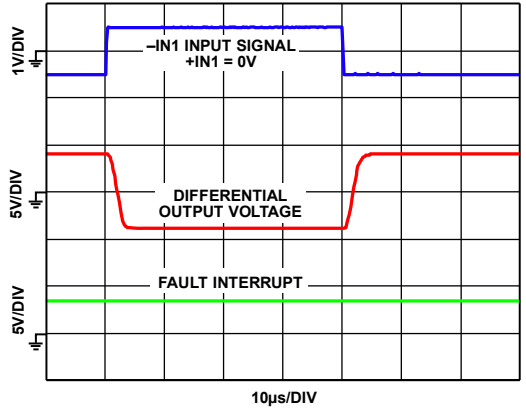 1V/DIV
–IN1 INPUT SIGNAL
+IN1 = 0V
5V/DIV
DIFFERENTIAL
OUTPUT VOLTAGE
5V/DIV
FAULT INTERRUPT
10µs/DIV